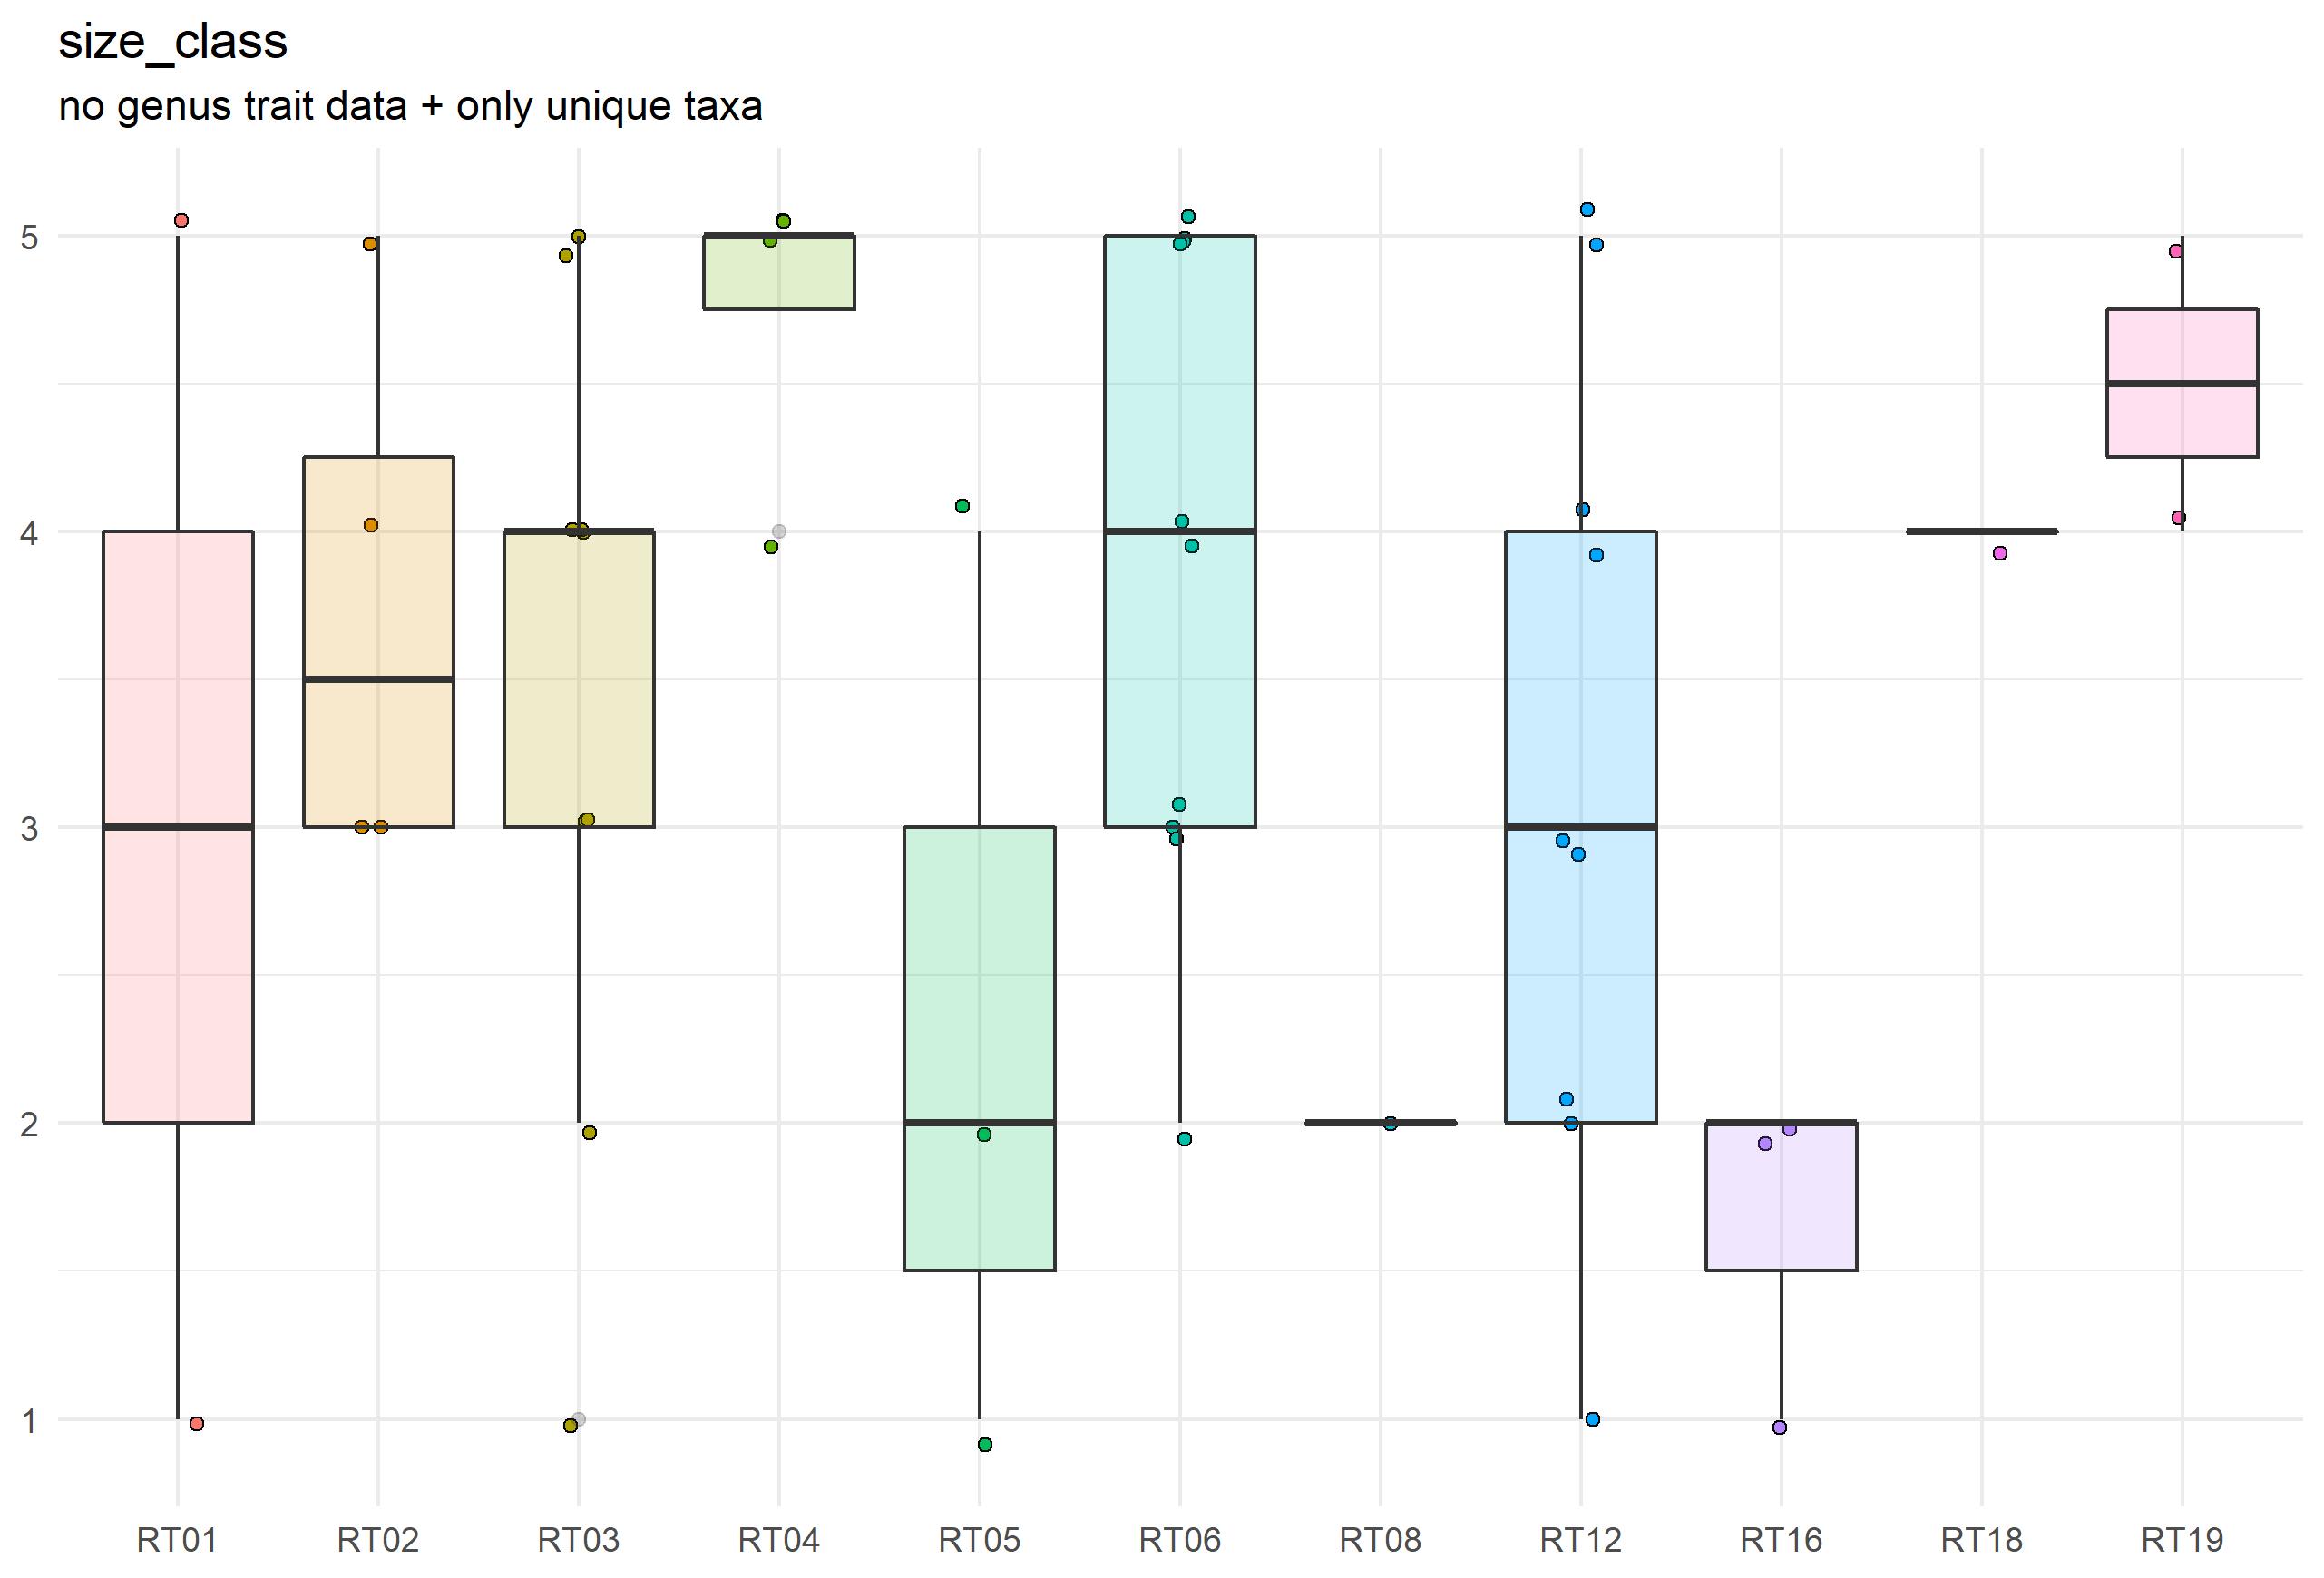 size_class
no genus trait data + only unique taxa
5
4
3
2
1
RT01 RT02 RT03 RT04 RT05 RT06 RT08 RT12 RT16 RT18 RT19